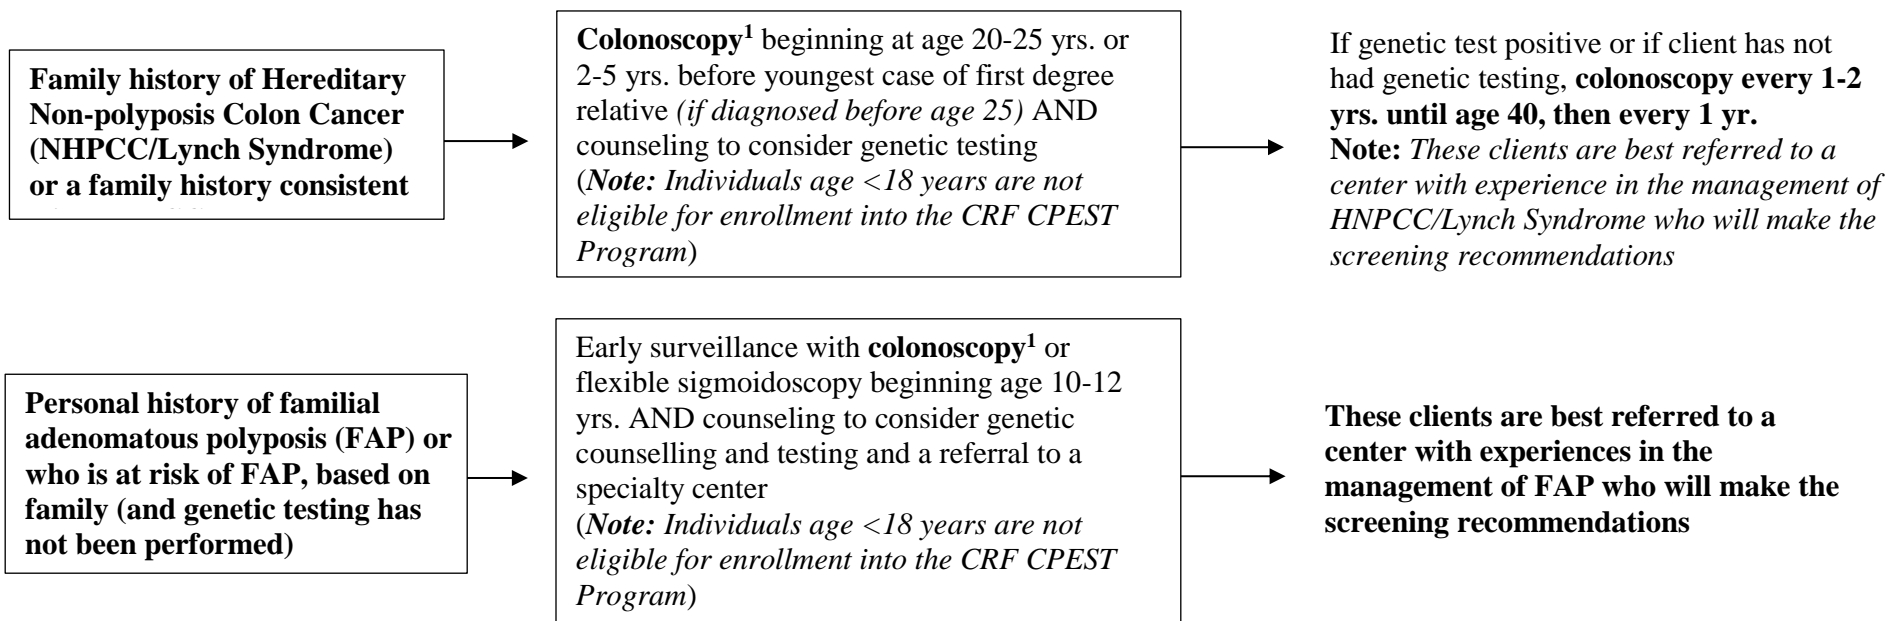 Family history of Hereditary
Non-polyposis Colon Cancer
(NHPCC/Lynch Syndrome)
or a family history consistent
Colonoscopy1 beginning at age 20-25 yrs. or
2-5 yrs. before youngest case of first degree
relative (if diagnosed before age 25) AND
counseling to consider genetic testing
(Note: Individuals age <18 years are not
eligible for enrollment into the CRF CPEST
Program)
If genetic test positive or if client has not
had genetic testing, colonoscopy every 1-2
yrs. until age 40, then every 1 yr.
Note: These clients are best referred to a
center with experience in the management of
HNPCC/Lynch Syndrome who will make the
screening recommendations
Personal history of familial
adenomatous polyposis (FAP) or
who is at risk of FAP, based on
family (and genetic testing has
not been performed)
Early surveillance with colonoscopy1 or
flexible sigmoidoscopy beginning age 10-12
yrs. AND counseling to consider genetic
counselling and testing and a referral to a
specialty center
(Note: Individuals age <18 years are not
eligible for enrollment into the CRF CPEST
Program)
These clients are best referred to a
center with experiences in the
management of FAP who will make the
screening recommendations